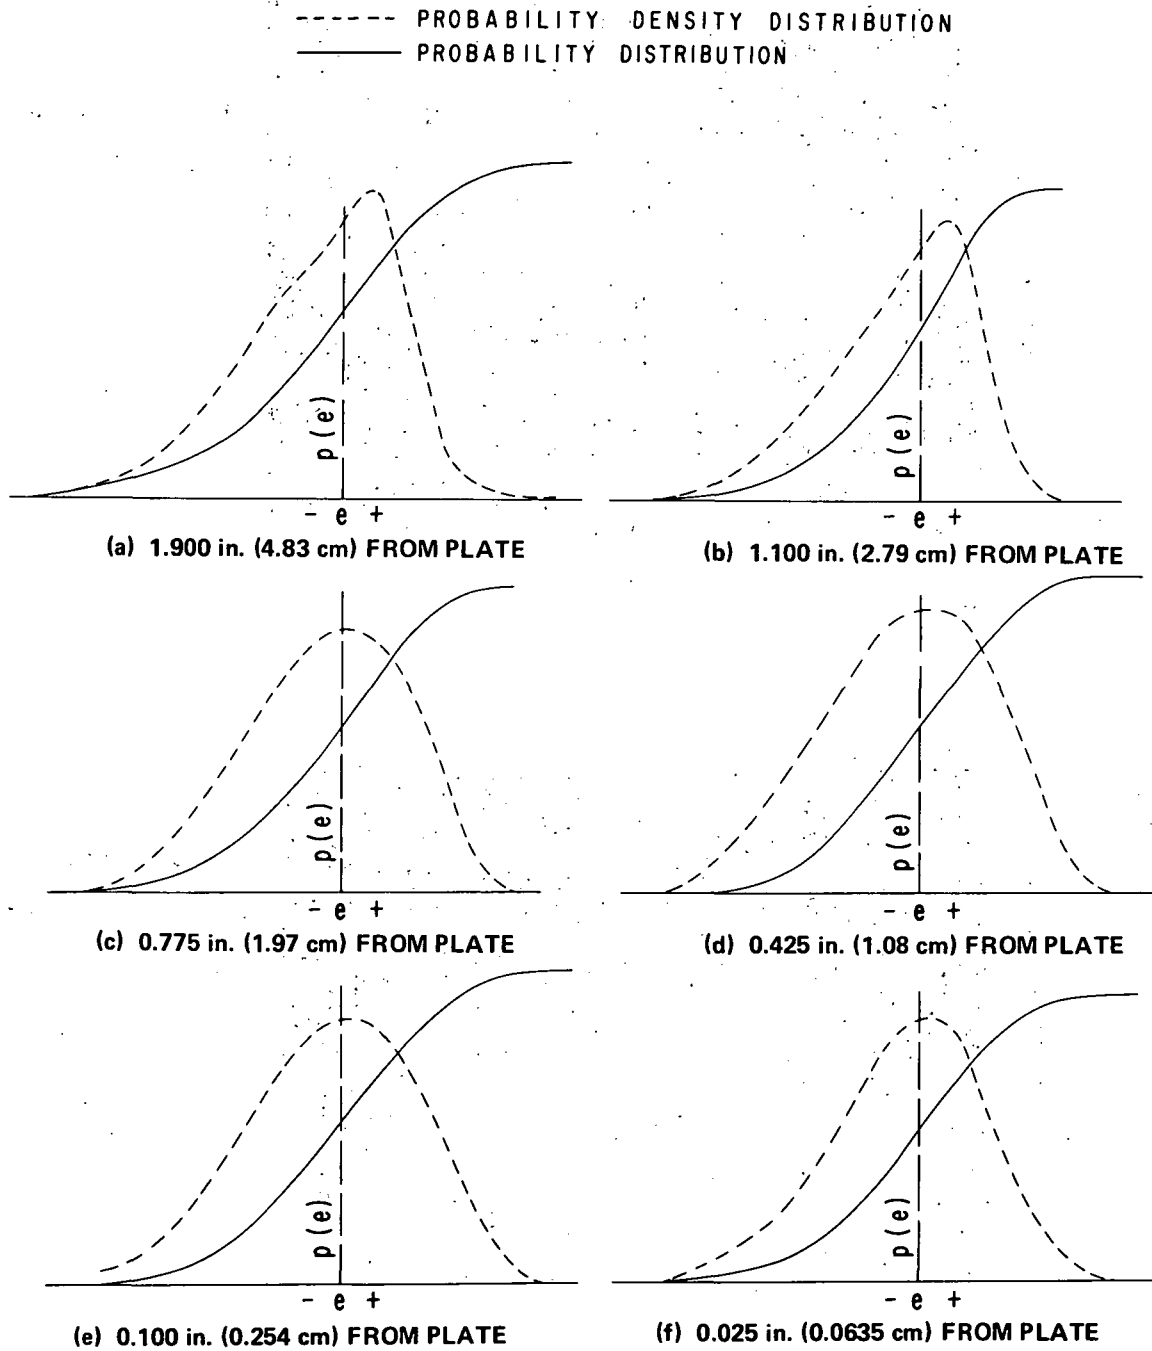 PROBABILITY DENSITY DISTRIBUTION
PROBABILITY DISTRIBUTION
p(e)
- e +
(a) 1.900 in. (4.83 cm) FROM PLATE
p(e)
- e +
(b) 1.100 in. (2.79 cm) FROM PLATE
p(e)
- e +
(c) 0.775 in. (1.97 cm) FROM PLATE
p(e)
- e +
(d) 0.425 in. (1.08 cm) FROM PLATE
p(e)
- e +
(e) 0.100 in. (0.254 cm) FROM PLATE
p(e)
- e +
(f) 0.025 in. (0.0635 cm) FROM PLATE